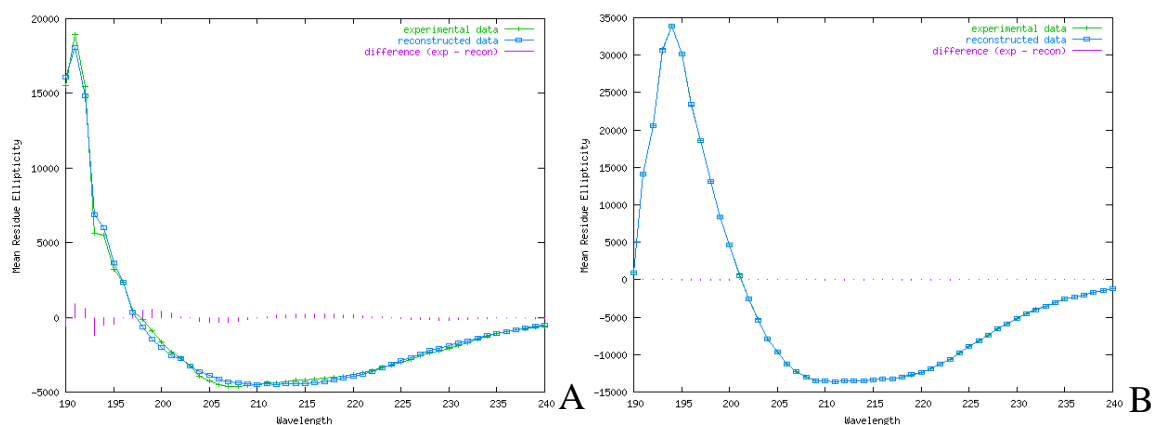 20000
15000
10000
5000
0
-5000
Mean Residue Ellipticity
experimental data
reconstructed data
difference (exp - recon)
190 195 200 205 210 215 220 225 230 235 240
Wavelength
A
35000
30000
25000
20000
15000
10000
5000
0
-5000
-10000
-15000
Mean Residue Ellipticity
experimental data
reconstructed data
difference (exp - recon)
190 195 200 205 210 215 220 225 230 235 240
Wavelength
B